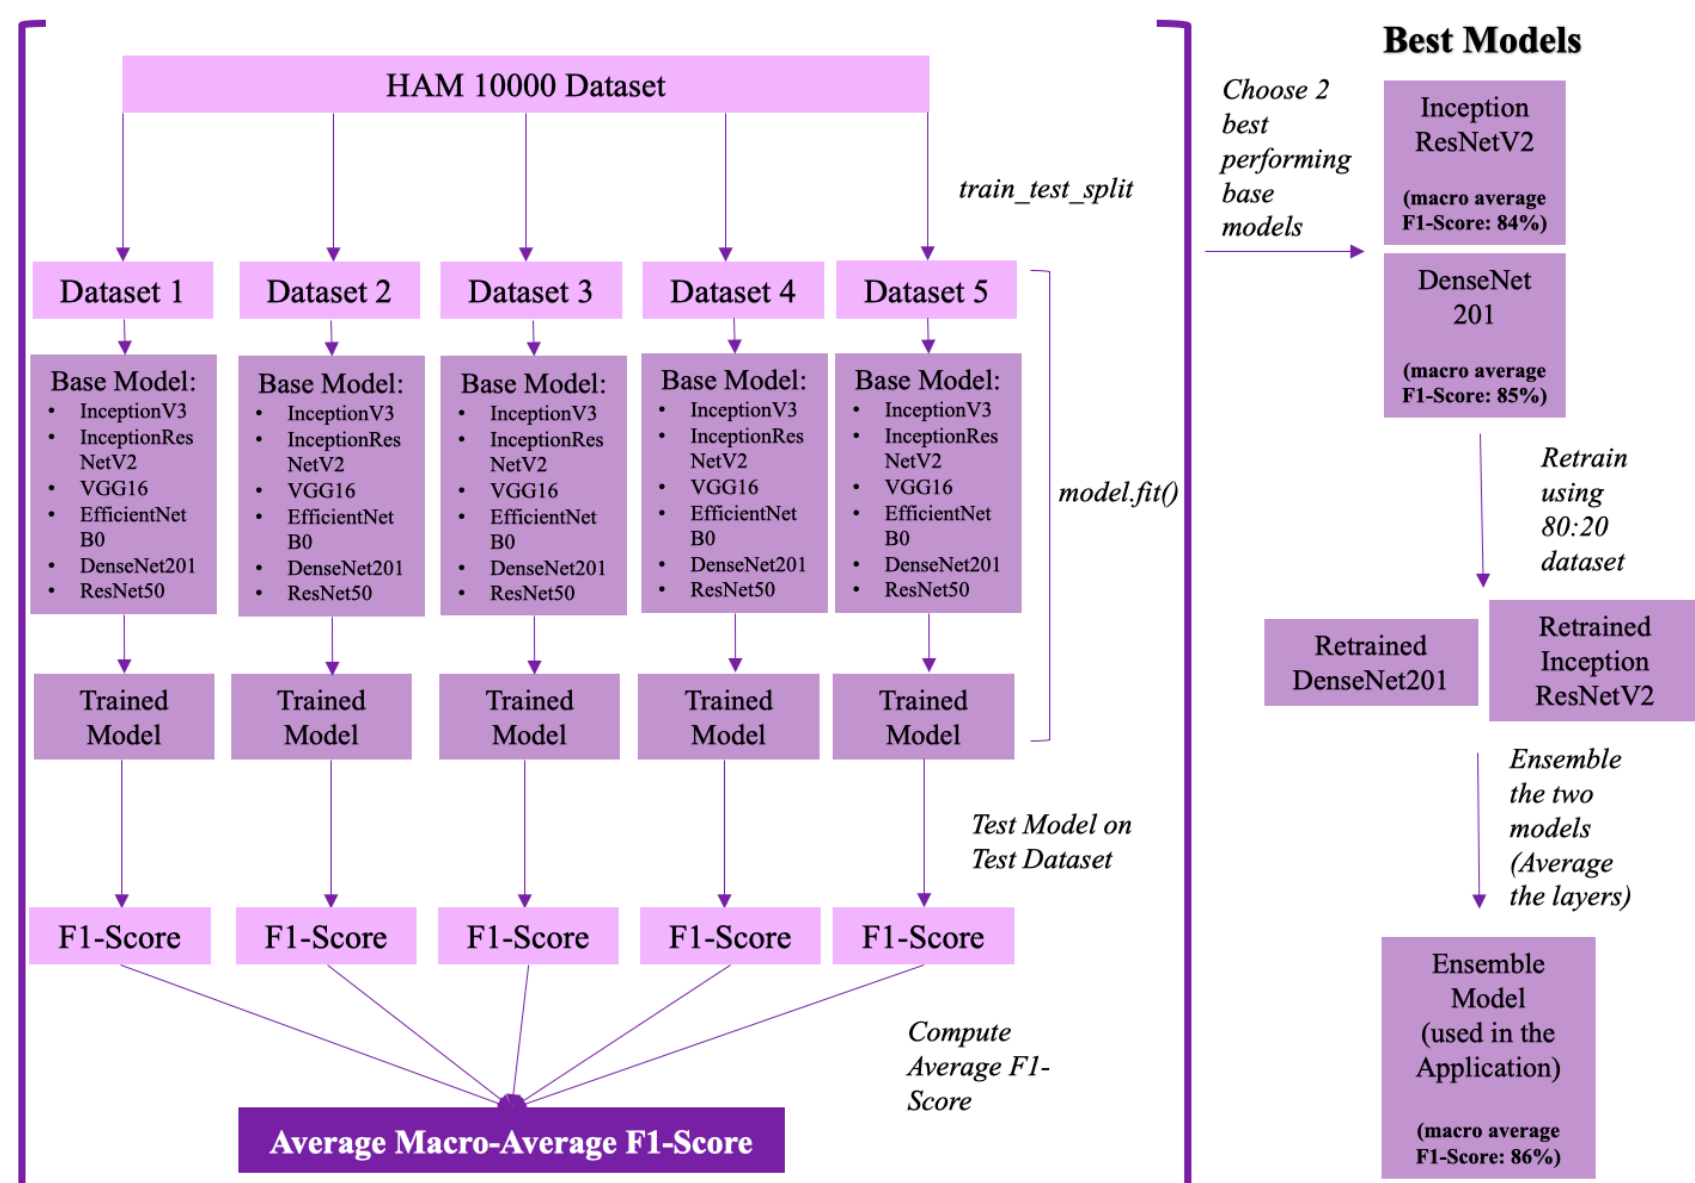 HAM 10000 Dataset
train_test_split
Dataset 1
Dataset 2
Dataset 3
Dataset 4
Dataset 5
Base Model:
• InceptionV3
• InceptionRes
NetV2
• VGG16
• EfficientNet
B0
• DenseNet201
• ResNet50
Base Model:
• InceptionV3
• InceptionRes
NetV2
• VGG16
• EfficientNet
B0
• DenseNet201
• ResNet50
Base Model:
• InceptionV3
• InceptionRes
NetV2
• VGG16
• EfficientNet
B0
• DenseNet201
• ResNet50
Base Model:
• InceptionV3
• InceptionRes
NetV2
• VGG16
• EfficientNet
B0
• DenseNet201
• ResNet50
Base Model:
• InceptionV3
• InceptionRes
NetV2
• VGG16
• EfficientNet
B0
• DenseNet201
• ResNet50
model.fit()
Trained
Model
Trained
Model
Trained
Model
Trained
Model
Trained
Model
Test Model on
Test Dataset
F1-Score
F1-Score
F1-Score
F1-Score
F1-Score
Compute
Average F1-
Score
Average Macro-Average F1-Score
Choose 2
best
performing
base
models
Best Models
Inception
ResNetV2
(macro average
F1-Score: 84%)
DenseNet
201
(macro average
F1-Score: 85%)
Retrain
using
80:20
dataset
Retrained
DenseNet201
Retrained
Inception
ResNetV2
Ensemble
the two
models
(Average
the layers)
Ensemble
Model
(used in the
Application)
(macro average
F1-Score: 86%)